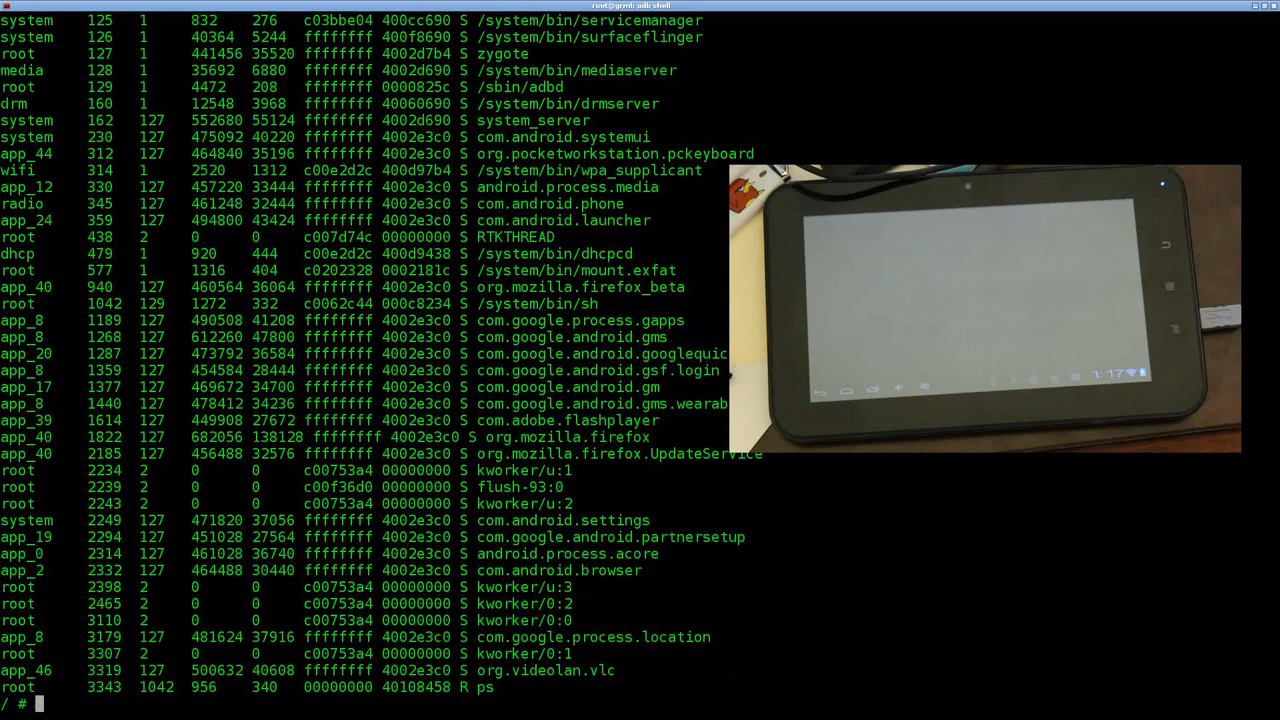 root@grml: adb shell
system 125 1 832 276 c03bbe04 400cc690 S /system/bin/servicemanager
system 126 1 40364 5244 ffffffff 400f8690 S /system/bin/surfaceflinger
root 127 1 441456 35520 ffffffff 4002d7b4 S zygote
media 128 1 35692 6880 ffffffff 4002d690 S /system/bin/mediaserver
root 129 1 4472 208 ffffffff 0000825c S /sbin/adbd
drm 160 1 12548 3968 ffffffff 40060690 S /system/bin/drmserver
system 162 127 552680 55124 ffffffff 4002d690 S system_server
system 230 127 475092 40220 ffffffff 4002e3c0 S com.android.systemui
app_44 312 127 464840 35196 ffffffff 4002e3c0 S org.pocketworkstation.pckeyboard
wifi 314 1 2520 1312 c00e2d2c 400d97b4 S /system/bin/wpa_supplicant
app_12 330 127 457220 33444 ffffffff 4002e3c0 S android.process.media
radio 345 127 461248 32444 ffffffff 4002e3c0 S com.android.phone
app_24 359 127 494800 43424 ffffffff 4002e3c0 S com.android.launcher
root 438 2 0 0 c007d74c 00000000 S RTKTHREAD
dhcp 479 1 920 444 c00e2d2c 400d9438 S /system/bin/dhcpcd
root 577 1 1316 404 c0202328 0002181c S /system/bin/mount.exfat
app_40 940 127 460564 36064 ffffffff 4002e3c0 S org.mozilla.firefox_beta
root 1042 129 1272 332 c0062c44 000c8234 S /system/bin/sh
app_8 1189 127 490508 41208 ffffffff 4002e3c0 S com.google.process.gapps
app_8 1268 127 612260 47800 ffffffff 4002e3c0 S com.google.android.gms
app_20 1287 127 473792 36584 ffffffff 4002e3c0 S com.google.android.googlequic
app_8 1359 127 454584 28444 ffffffff 4002e3c0 S com.google.android.gsf.login
app_17 1377 127 469672 34700 ffffffff 4002e3c0 S com.google.android.gm
app_8 1440 127 478412 34236 ffffffff 4002e3c0 S com.google.android.gms.wearab
app_39 1614 127 449908 27672 ffffffff 4002e3c0 S com.adobe.flashplayer
app_40 1822 127 682056 138128 ffffffff 4002e3c0 S org.mozilla.firefox
app_40 2185 127 456488 32576 ffffffff 4002e3c0 S org.mozilla.firefox.UpdateService
root 2234 2 0 0 c00753a4 00000000 S kworker/u:1
root 2239 2 0 0 c00f36d0 00000000 S flush-93:0
root 2243 2 0 0 c00753a4 00000000 S kworker/u:2
system 2249 127 471820 37056 ffffffff 4002e3c0 S com.android.settings
app_19 2294 127 451028 27564 ffffffff 4002e3c0 S com.google.android.partnersetup
app_0 2314 127 461028 36740 ffffffff 4002e3c0 S android.process.acore
app_2 2332 127 464488 30440 ffffffff 4002e3c0 S com.android.browser
root 2398 2 0 0 c00753a4 00000000 S kworker/u:3
root 2465 2 0 0 c00753a4 00000000 S kworker/0:2
root 3110 2 0 0 c00753a4 00000000 S kworker/0:0
app_8 3179 127 481624 37916 ffffffff 4002e3c0 S com.google.process.location
root 3307 2 0 0 c00753a4 00000000 S kworker/0:1
app_46 3319 127 500632 40608 ffffffff 4002e3c0 S org.videolan.vlc
root 3343 1042 956 340 00000000 40108458 R ps
/ #
1:17